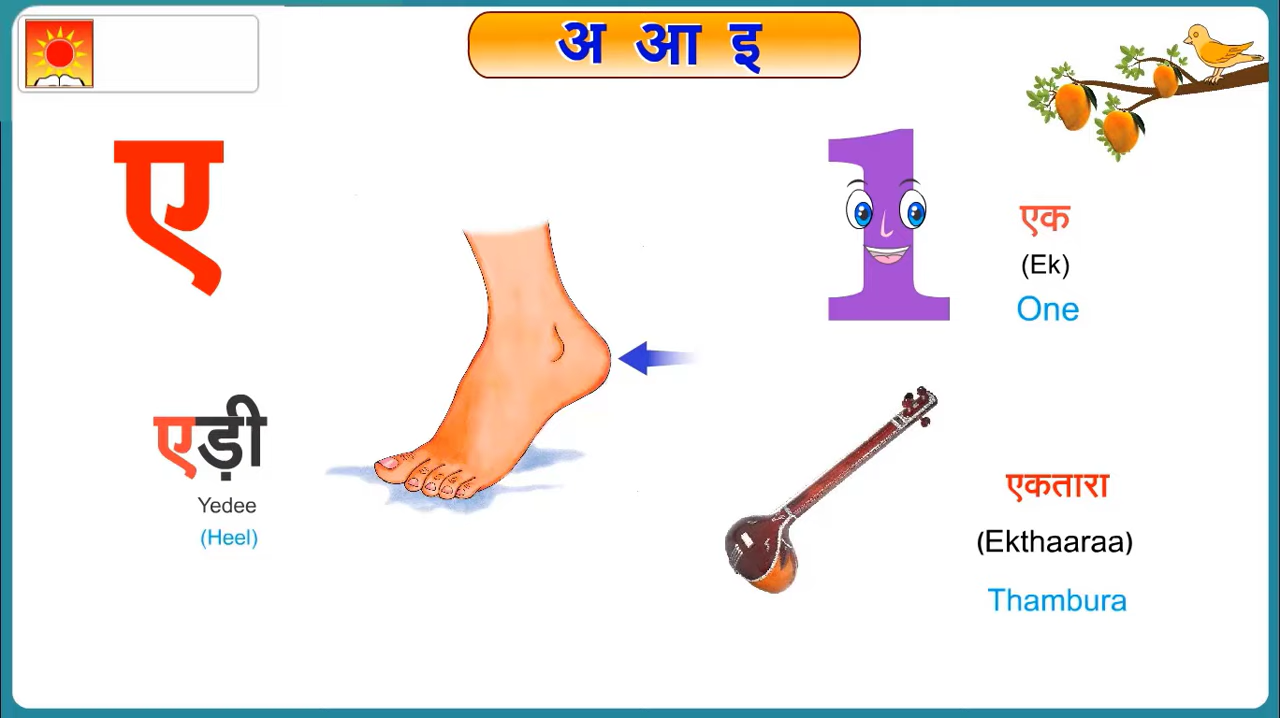 अ आ इ
ए
एक
(Ek)
One
एड़ी
Yedee
(Heel)
एकतारा
(Ekthaaraa)
Thambura